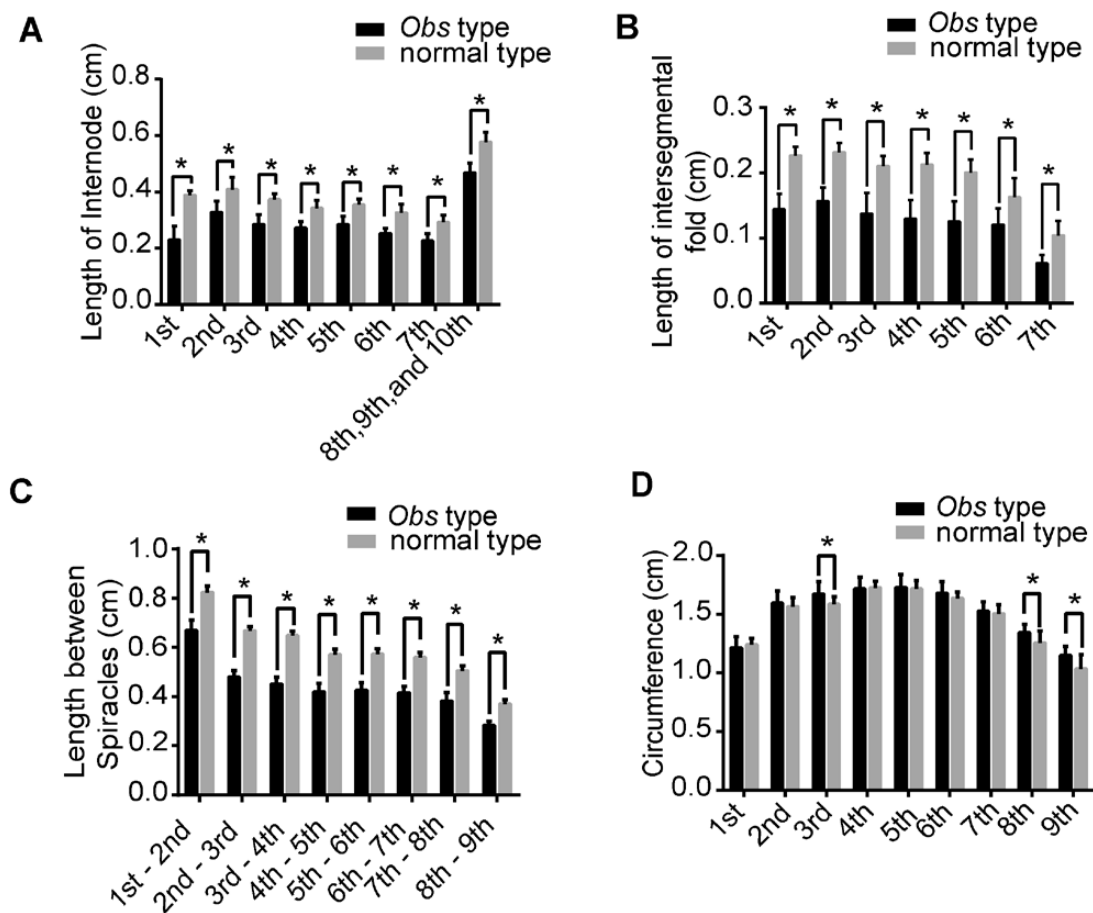 A
Obs type
normal type
Length of Internode (cm)
0.8
0.6
0.4
0.2
0.0
* * * * * * * *
1st 2nd 3rd 4th 5th 6th 7th 8th,9th,and 10th
B
Obs type
normal type
Length of intersegmental
fold (cm)
0.3
0.2
0.1
0.0
* * * * * * *
1st 2nd 3rd 4th 5th 6th 7th
C
Obs type
normal type
Length between
Spiracles (cm)
1.0
0.8
0.6
0.4
0.2
0.0
* * * * * * * *
1st - 2nd 2nd - 3rd 3rd - 4th 4th - 5th 5th - 6th 6th - 7th 7th - 8th 8th - 9th
D
Obs type
normal type
Circumference (cm)
2.0
1.5
1.0
0.5
0.0
* * *
1st 2nd 3rd 4th 5th 6th 7th 8th 9th